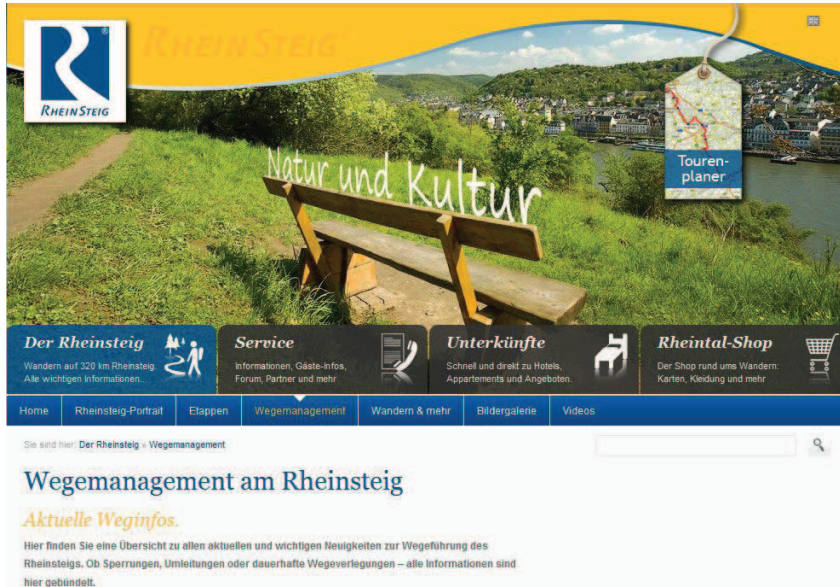 RHEINSTEIG
R®
RHEINSTEIG
Natur und Kultur
Touren-
planer
Der Rheinsteig
Wandern auf 320 km Rheinsteig.
Alle wichtigen Informationen.
Service
Informationen, Gäste-Infos,
Forum, Partner und mehr
Unterkünfte
Schnell und direkt zu Hotels,
Appartements und Angeboten.
Rheintal-Shop
Der Shop rund ums Wandern:
Karten, Kleidung und mehr
Home Rheinsteig-Portrait Etappen Wegemanagement Wandern & mehr Bildergalerie Videos
Sie sind hier: Der Rheinsteig » Wegemanagement
Wegemanagement am Rheinsteig
Aktuelle Weginfos.
Hier finden Sie eine Übersicht zu allen aktuellen und wichtigen Neuigkeiten zur Wegeführung des
Rheinsteigs. Ob Sperrungen, Umleitungen oder dauerhafte Wegeverlegungen – alle Informationen sind
hier gebündelt.